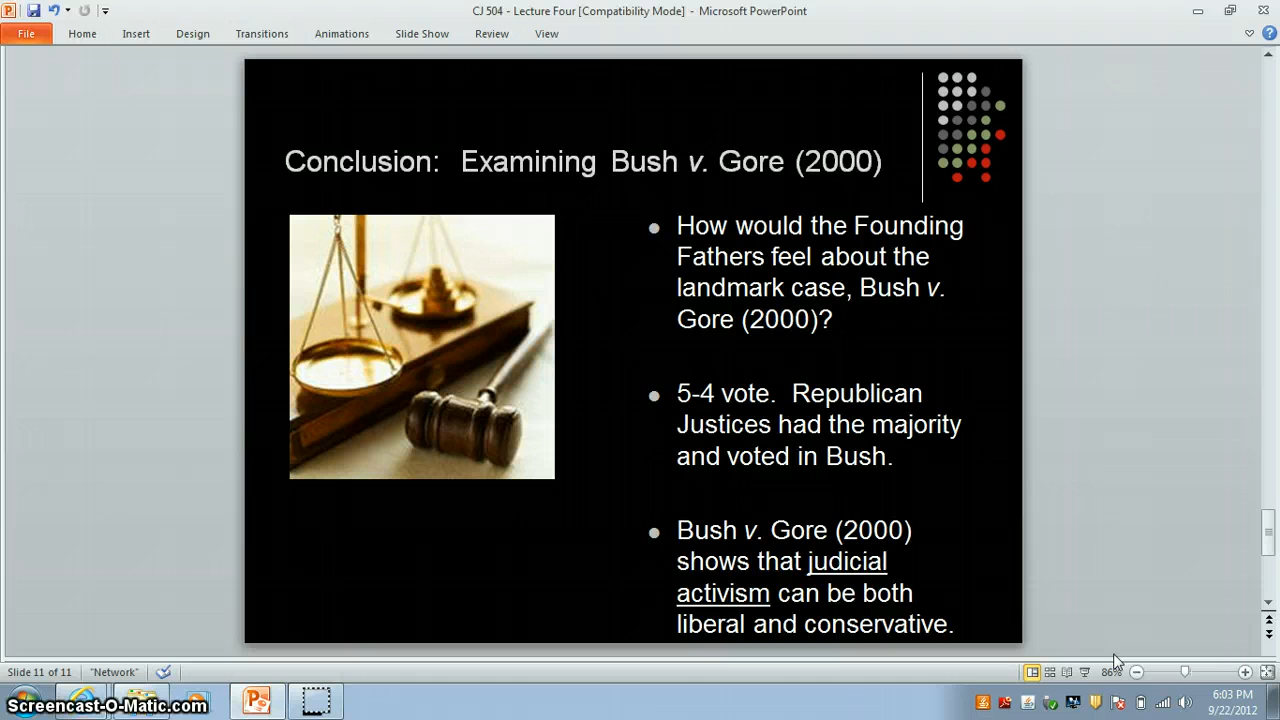 CJ 504 - Lecture Four [Compatibility Mode] - Microsoft PowerPoint
File Home Insert Design Transitions Animations Slide Show Review View
Conclusion: Examining Bush v. Gore (2000)
How would the Founding
Fathers feel about the
landmark case, Bush v.
Gore (2000)?
5-4 vote. Republican
Justices had the majority
and voted in Bush.
Bush v. Gore (2000)
shows that judicial
activism can be both
liberal and conservative.
Slide 11 of 11 "Network" 86%
Screencast-O-Matic.com
6:03 PM
9/22/2012